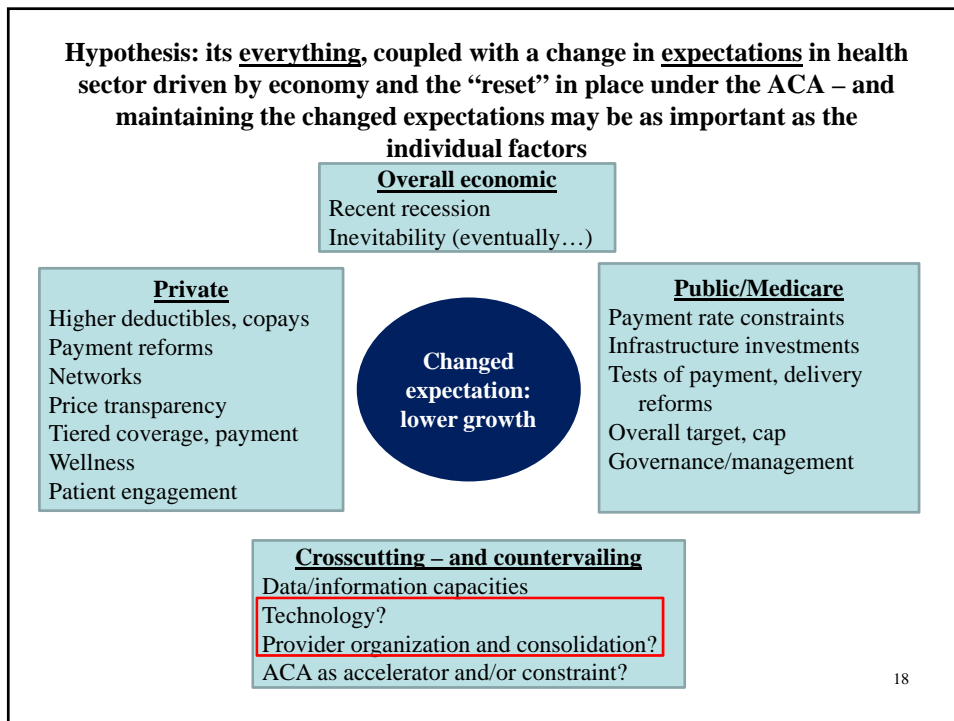 Hypothesis: its everything, coupled with a change in expectations in health
sector driven by economy and the “reset” in place under the ACA – and
maintaining the changed expectations may be as important as the
individual factors
Overall economic
Recent recession
Inevitability (eventually…)
Private
Higher deductibles, copays
Payment reforms
Networks
Price transparency
Tiered coverage, payment
Wellness
Patient engagement
Changed
expectation:
lower growth
Public/Medicare
Payment rate constraints
Infrastructure investments
Tests of payment, delivery
reforms
Overall target, cap
Governance/management
Crosscutting – and countervailing
Data/information capacities
Technology?
Provider organization and consolidation?
ACA as accelerator and/or constraint?
18